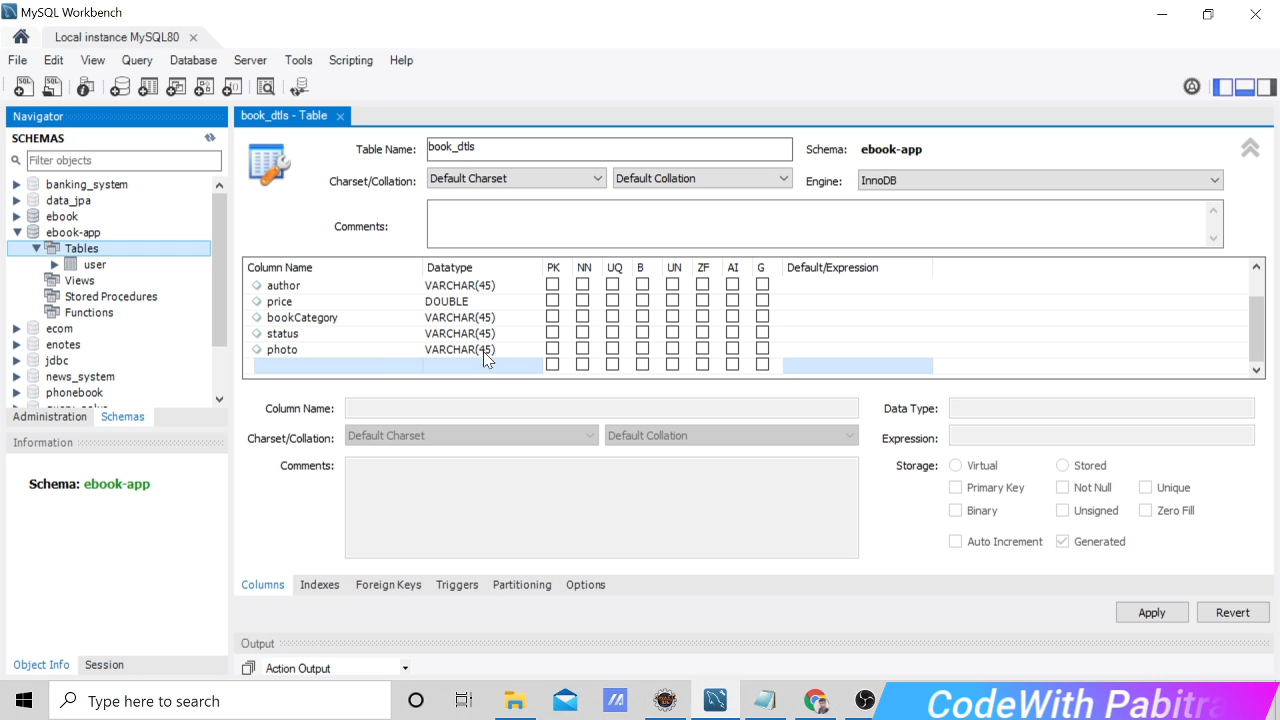 MySQL Workbench
Local instance MySQL80
File Edit View Query Database Server Tools Scripting Help
Navigator
SCHEMAS
Filter objects
banking_system
data_jpa
ebook
ebook-app
Tables
user
Views
Stored Procedures
Functions
ecom
enotes
jdbc
news_system
phonebook
Administration Schemas
Information
Schema: ebook-app
Object Info Session
book_dtls - Table
Table Name: book_dtls Schema: ebook-app
Charset/Collation: Default Charset Default Collation Engine: InnoDB
Comments:
Column Name Datatype PK NN UQ B UN ZF AI G Default/Expression
author VARCHAR(45)
price DOUBLE
bookCategory VARCHAR(45)
status VARCHAR(45)
photo VARCHAR(45)
Column Name: Data Type:
Charset/Collation: Default Charset Default Collation Expression:
Comments: Storage: Virtual Stored
Primary Key Not Null Unique
Binary Unsigned Zero Fill
Auto Increment Generated
Columns Indexes Foreign Keys Triggers Partitioning Options
Apply Revert
Output
Action Output
Type here to search
CodeWith Pabitra